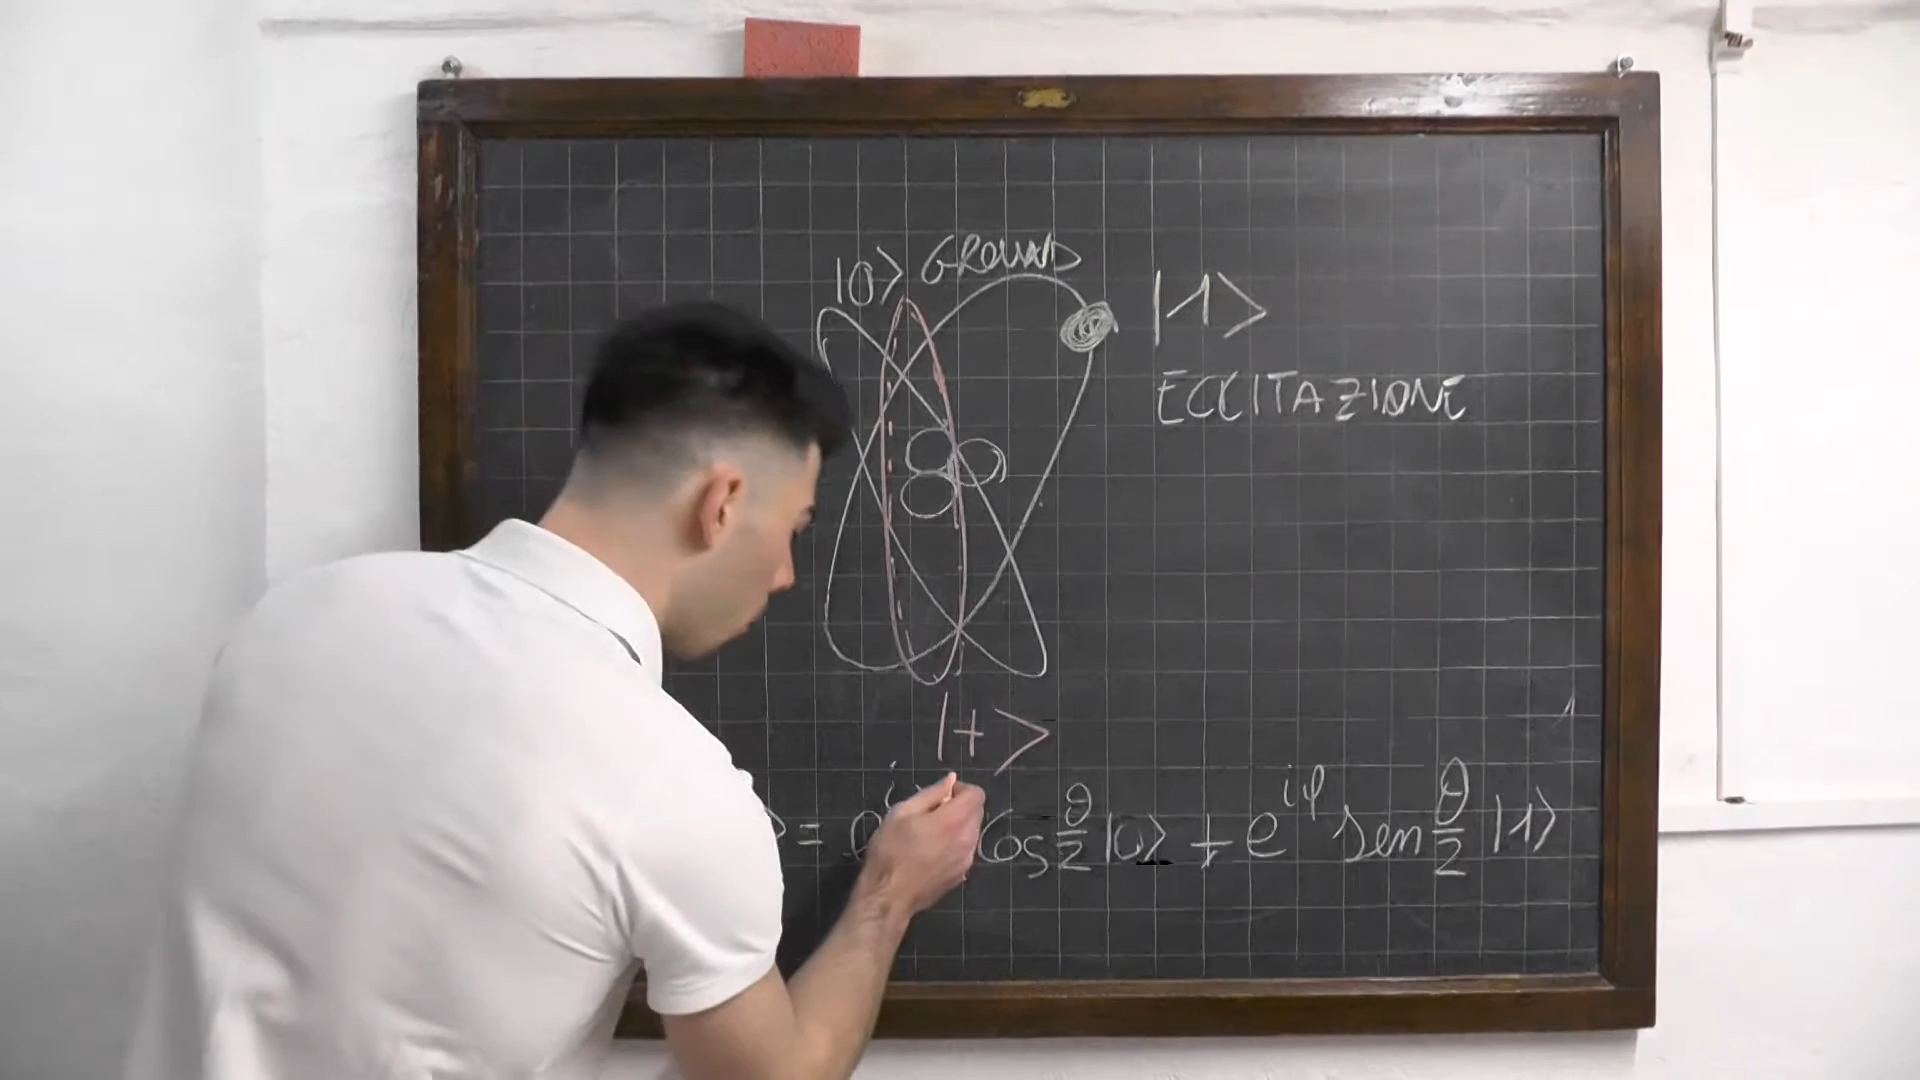 |0⟩ GROUND
|1⟩
ECCITAZIONE
|+⟩
⟩ = e^i cos θ/2 |0⟩ + e^{iφ} sen θ/2 |1⟩